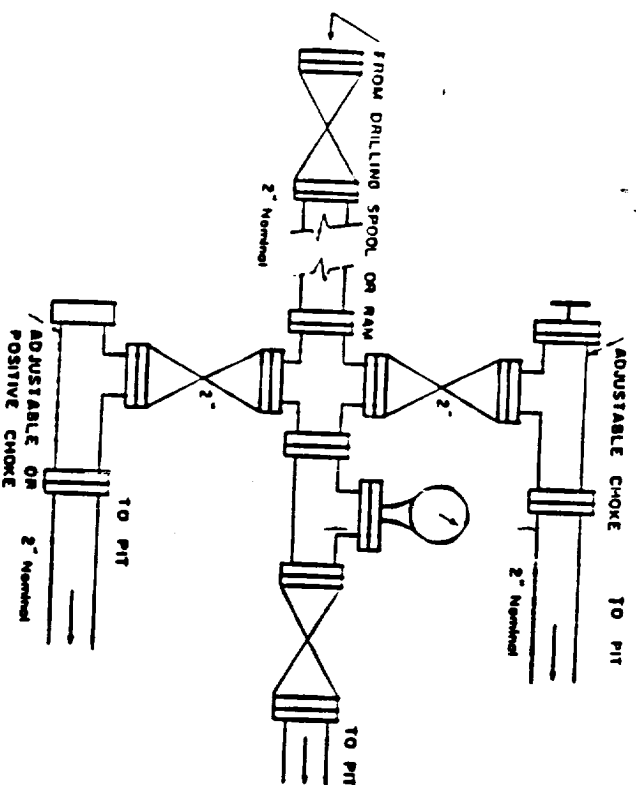 ADJUSTABLE CHOKE
TO PIT
2" Nominal
2"
FROM DRILLING SPOOL OR RAM
TO PIT
2" Nominal
2"
TO PIT
ADJUSTABLE OR
POSITIVE CHOKE
2" Nominal